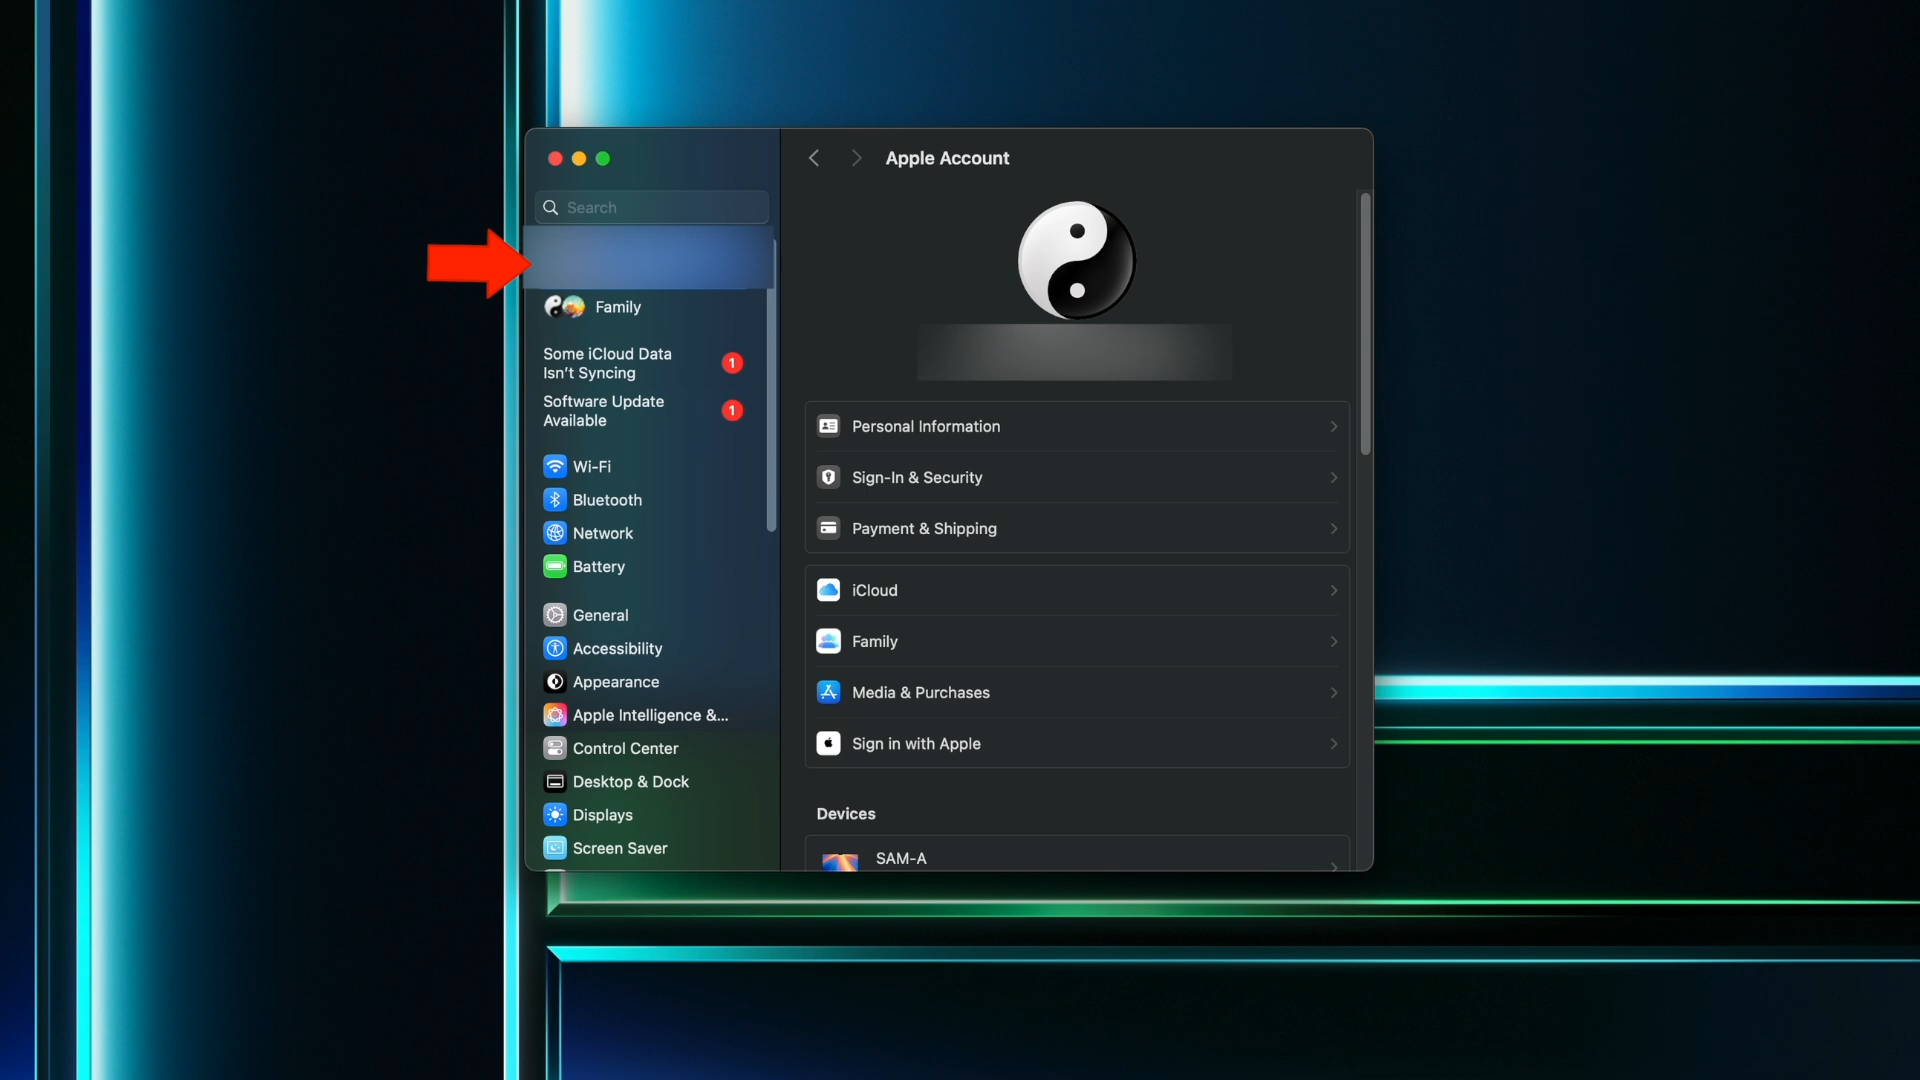 Apple Account
Search
Family
Some iCloud Data
Isn't Syncing
1
Software Update
Available
1
Wi-Fi
Bluetooth
Network
Battery
General
Accessibility
Appearance
Apple Intelligence &...
Control Center
Desktop & Dock
Displays
Screen Saver
Personal Information
Sign-In & Security
Payment & Shipping
iCloud
Family
Media & Purchases
Sign in with Apple
Devices
SAM-A